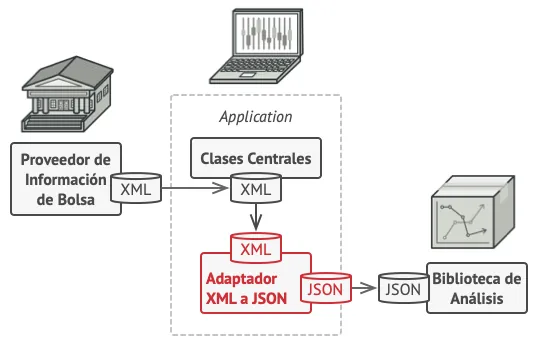 Application
Proveedor de
Información
de Bolsa
XML
Clases Centrales
XML
XML
Adaptador
XML a JSON
JSON
JSON
Biblioteca de
Análisis